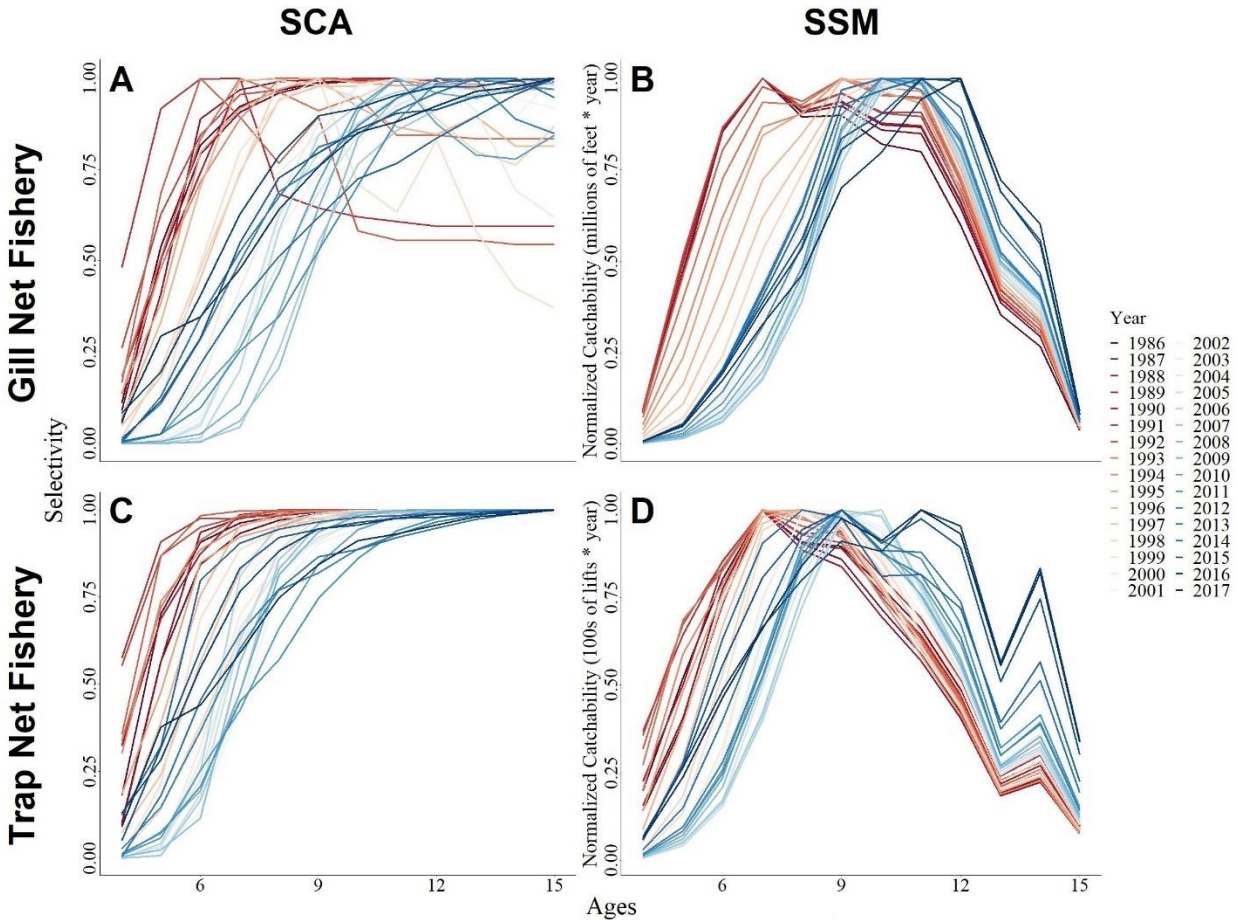 SCA
SSM
Gill Net Fishery
A
1.00
0.75
0.50
0.25
0.00
Selectivity
B
1.00
0.75
0.50
0.25
0.00
Normalized Catchability (millions of feet * year)
Trap Net Fishery
C
1.00
0.75
0.50
0.25
0.00
D
1.00
0.75
0.50
0.25
0.00
Normalized Catchability (100s of lifts * year)
6 9 12 15
6 9 12 15
Ages
Year
1986 2002
1987 2003
1988 2004
1989 2005
1990 2006
1991 2007
1992 2008
1993 2009
1994 2010
1995 2011
1996 2012
1997 2013
1998 2014
1999 2015
2000 2016
2001 2017